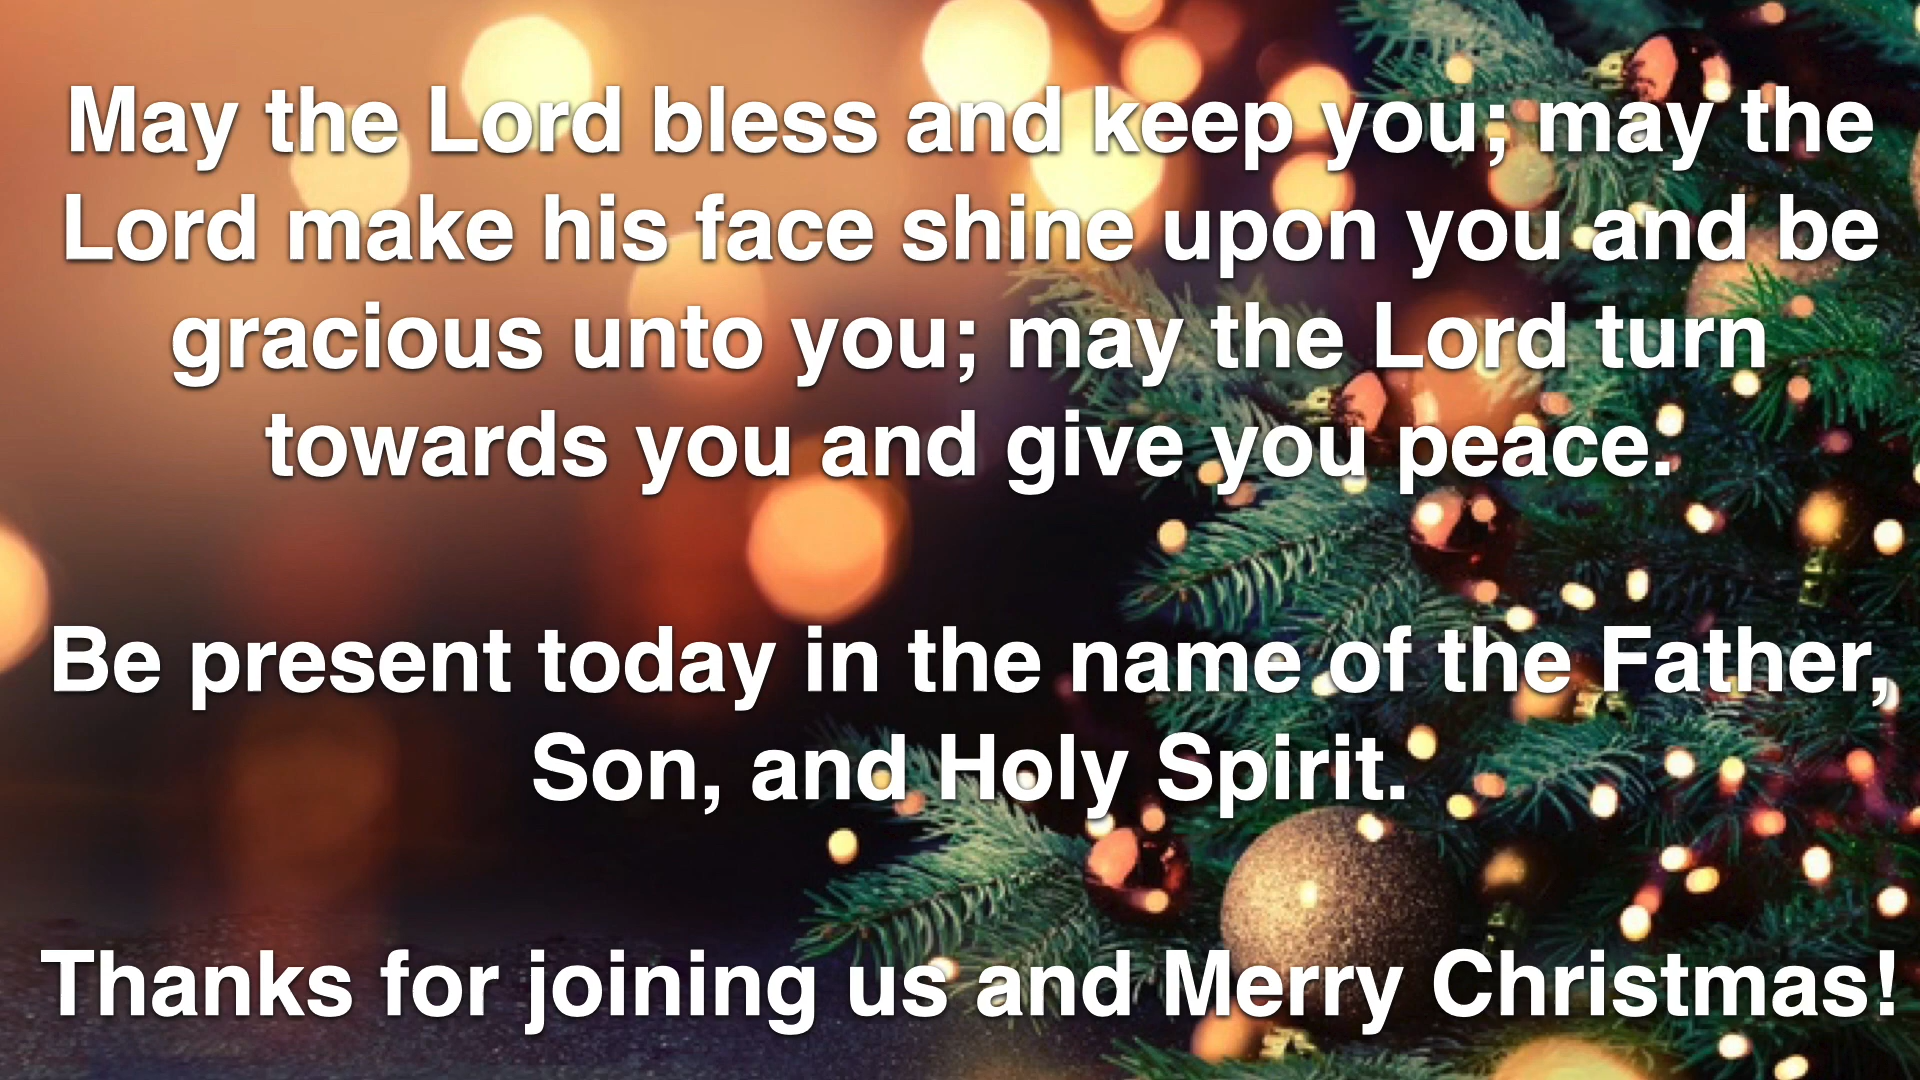 May the Lord bless and keep you; may the
Lord make his face shine upon you and be
gracious unto you; may the Lord turn
towards you and give you peace.
Be present today in the name of the Father,
Son, and Holy Spirit.
Thanks for joining us and Merry Christmas!